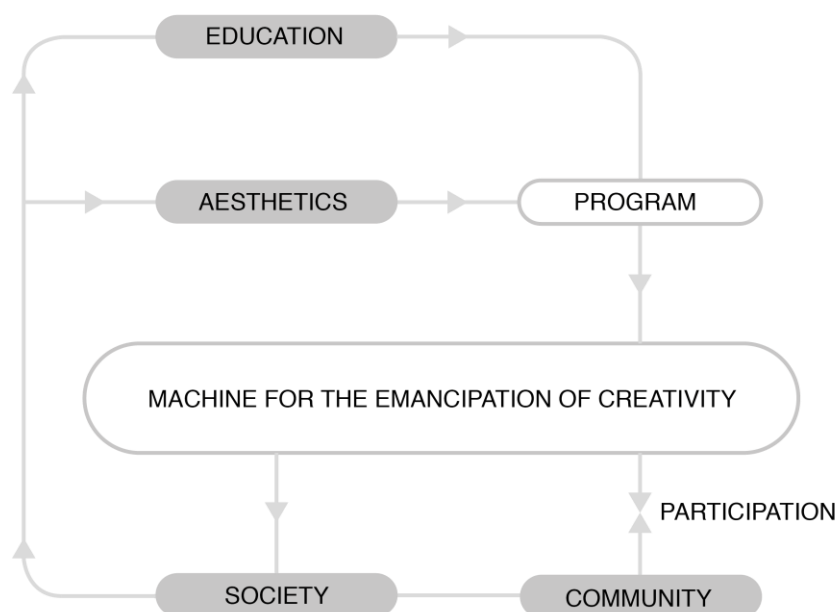 EDUCATION
AESTHETICS
PROGRAM
MACHINE FOR THE EMANCIPATION OF CREATIVITY
PARTICIPATION
SOCIETY
COMMUNITY